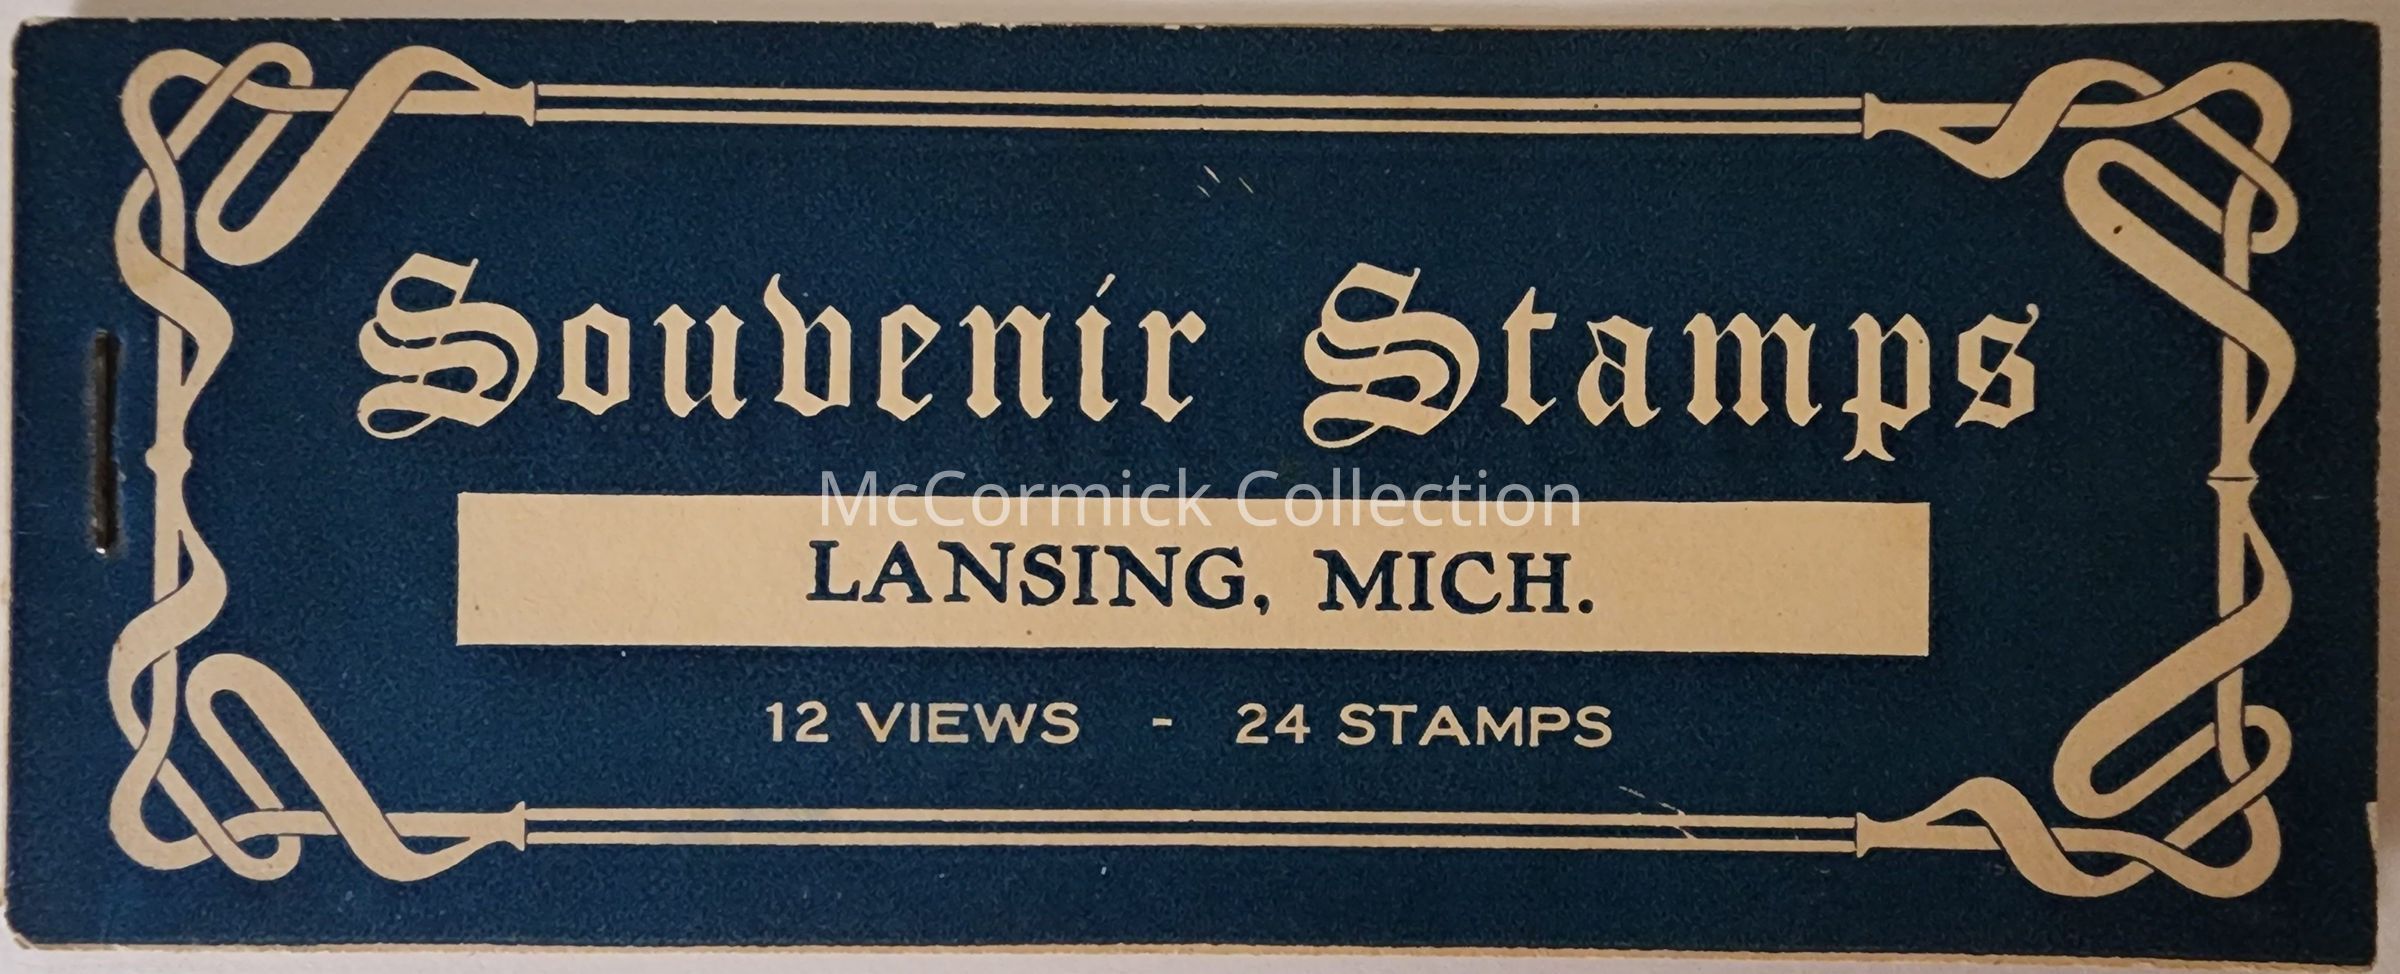 Souvenir Stamps
McCormick Collection
LANSING, MICH.
12 VIEWS - 24 STAMPS